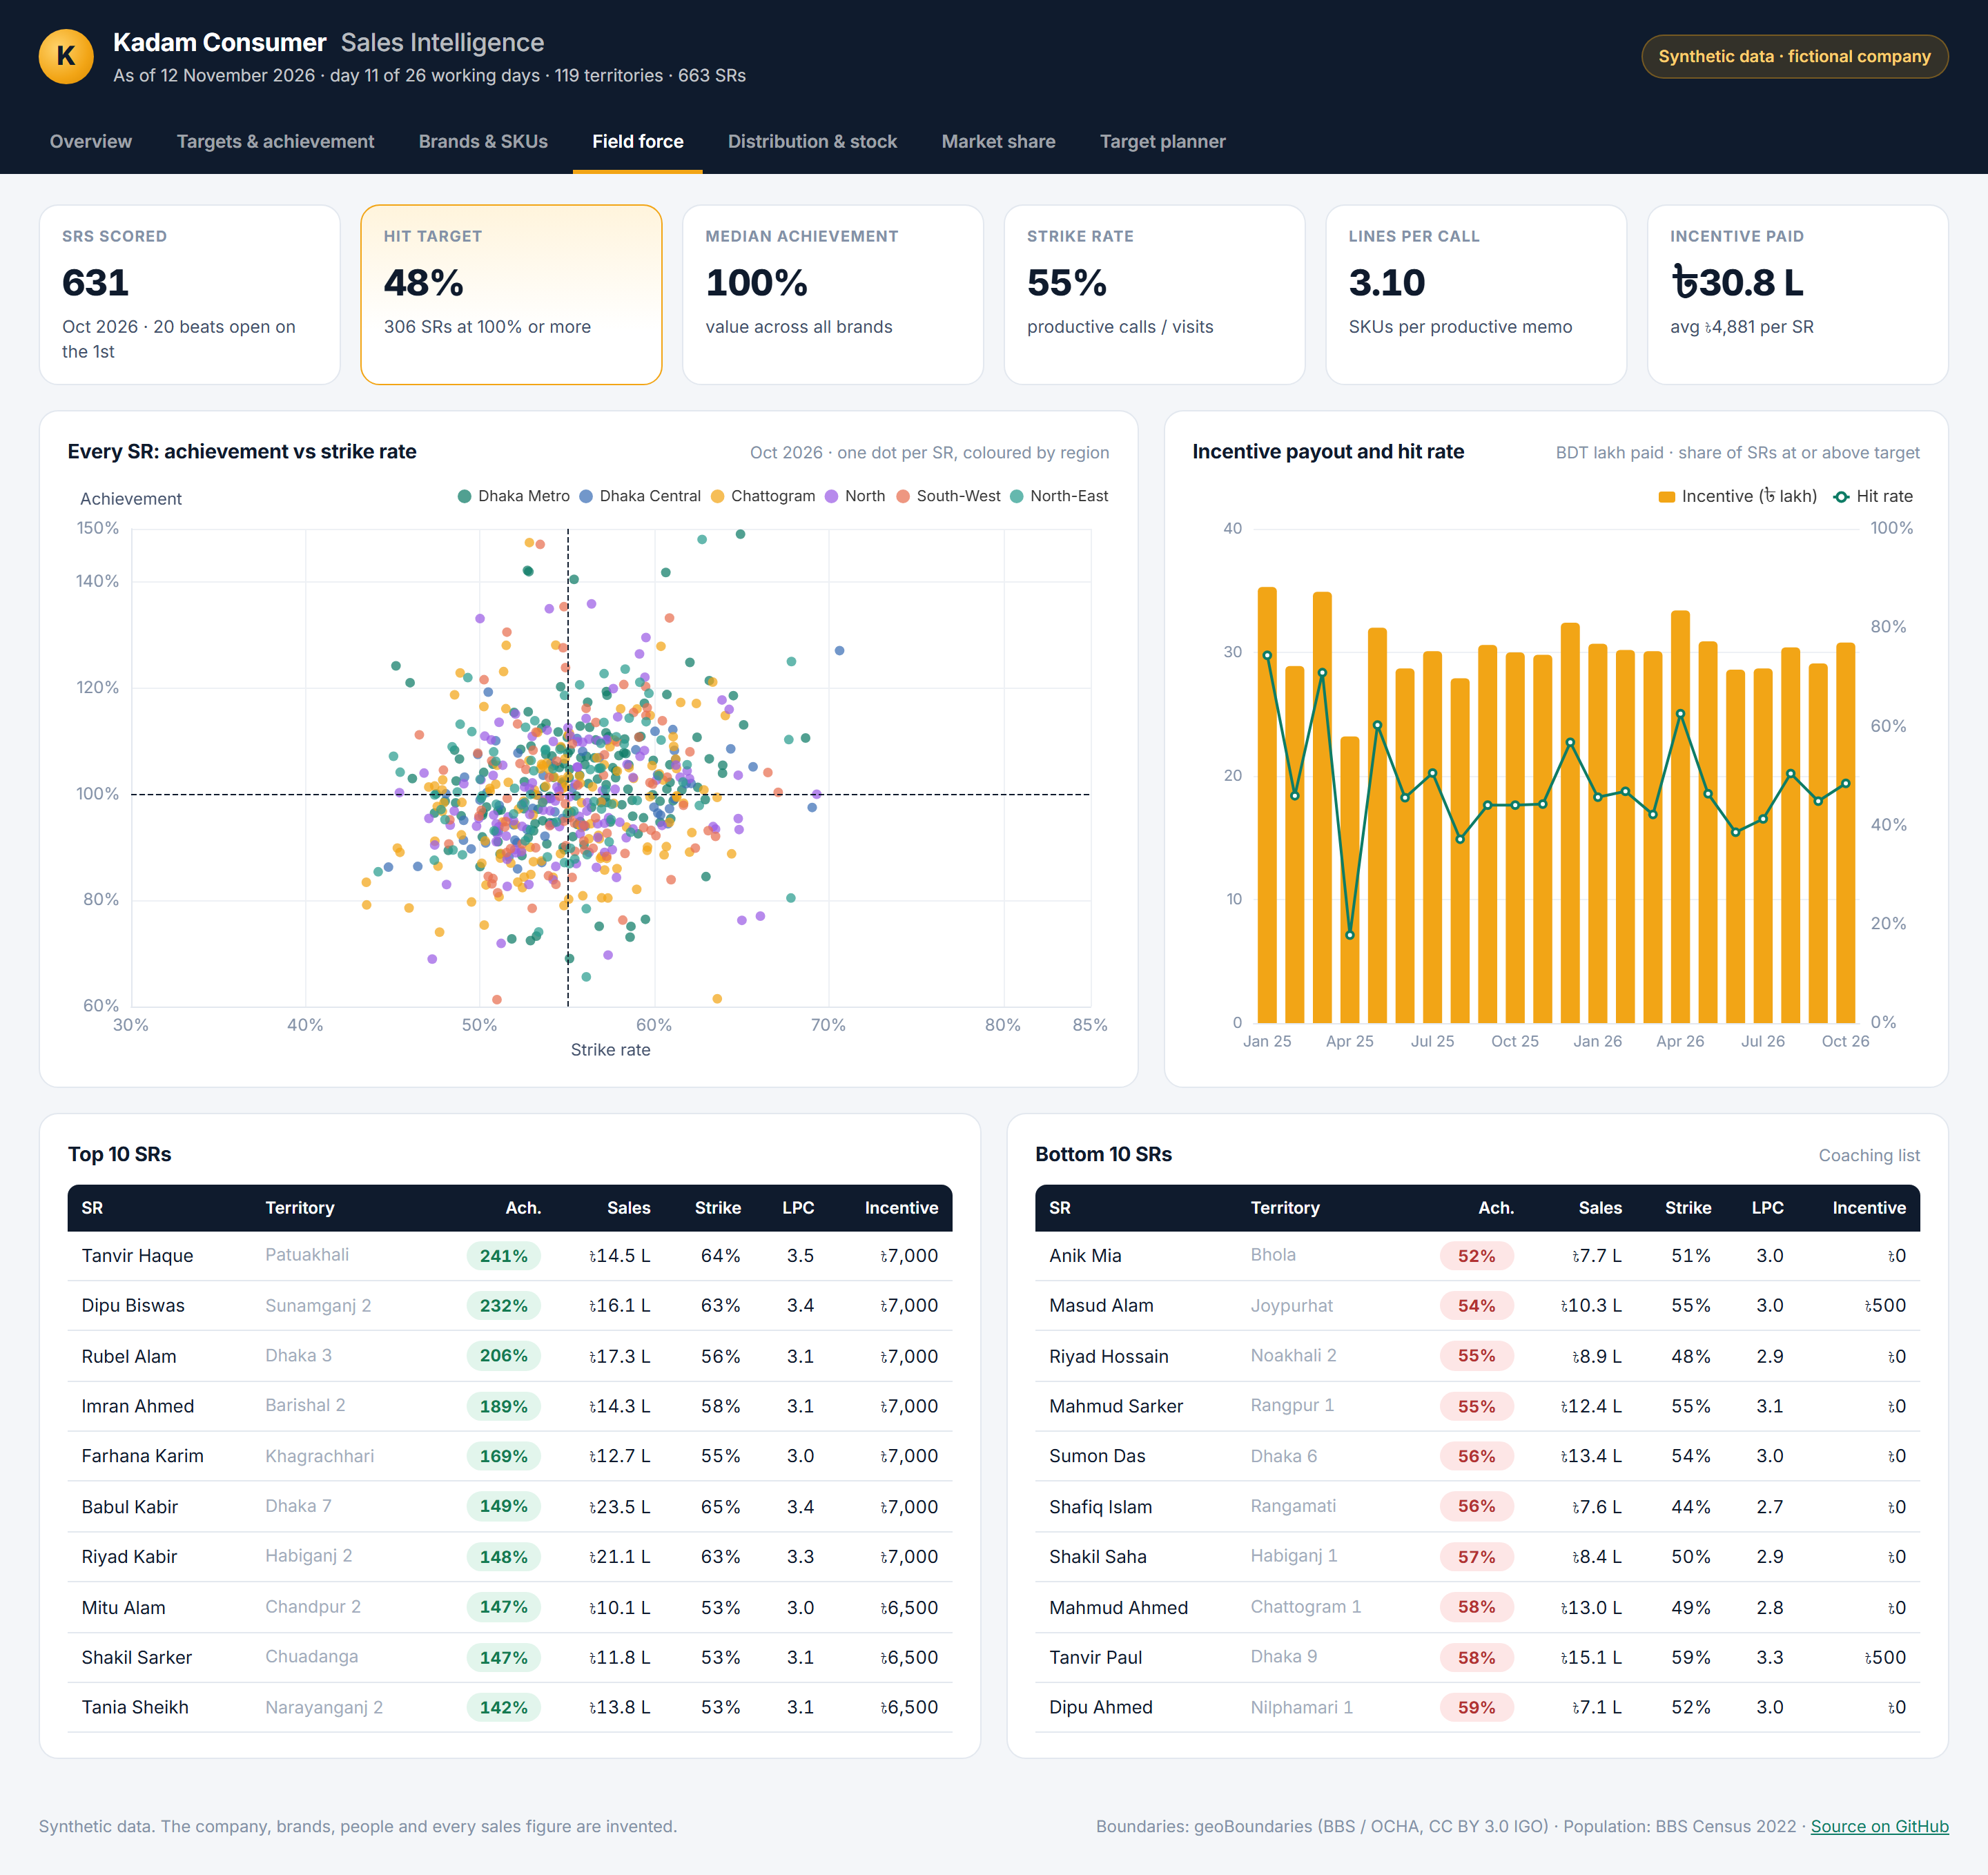 K
Kadam Consumer Sales Intelligence
As of 12 November 2026 · day 11 of 26 working days · 119 territories · 663 SRs
Synthetic data · fictional company
Overview Targets & achievement Brands & SKUs Field force Distribution & stock Market share Target planner
SRS SCORED
631
Oct 2026 · 20 beats open on
the 1st
HIT TARGET
48%
306 SRs at 100% or more
MEDIAN ACHIEVEMENT
100%
value across all brands
STRIKE RATE
55%
productive calls / visits
LINES PER CALL
3.10
SKUs per productive memo
INCENTIVE PAID
৳30.8 L
avg ৳4,881 per SR
Every SR: achievement vs strike rate
Oct 2026 · one dot per SR, coloured by region
Achievement
Dhaka Metro Dhaka Central Chattogram North South-West North-East
150%
140%
120%
100%
80%
60%
30% 40% 50% 60% 70% 80% 85%
Strike rate
Incentive payout and hit rate
BDT lakh paid · share of SRs at or above target
Incentive (৳ lakh) Hit rate
40 100%
80%
30
60%
20
40%
10
20%
0 0%
Jan 25 Apr 25 Jul 25 Oct 25 Jan 26 Apr 26 Jul 26 Oct 26
Top 10 SRs
SR Territory Ach. Sales Strike LPC Incentive
Tanvir Haque Patuakhali 241% ৳14.5 L 64% 3.5 ৳7,000
Dipu Biswas Sunamganj 2 232% ৳16.1 L 63% 3.4 ৳7,000
Rubel Alam Dhaka 3 206% ৳17.3 L 56% 3.1 ৳7,000
Imran Ahmed Barishal 2 189% ৳14.3 L 58% 3.1 ৳7,000
Farhana Karim Khagrachhari 169% ৳12.7 L 55% 3.0 ৳7,000
Babul Kabir Dhaka 7 149% ৳23.5 L 65% 3.4 ৳7,000
Riyad Kabir Habiganj 2 148% ৳21.1 L 63% 3.3 ৳7,000
Mitu Alam Chandpur 2 147% ৳10.1 L 53% 3.0 ৳6,500
Shakil Sarker Chuadanga 147% ৳11.8 L 53% 3.1 ৳6,500
Tania Sheikh Narayanganj 2 142% ৳13.8 L 53% 3.1 ৳6,500
Bottom 10 SRs
Coaching list
SR Territory Ach. Sales Strike LPC Incentive
Anik Mia Bhola 52% ৳7.7 L 51% 3.0 ৳0
Masud Alam Joypurhat 54% ৳10.3 L 55% 3.0 ৳500
Riyad Hossain Noakhali 2 55% ৳8.9 L 48% 2.9 ৳0
Mahmud Sarker Rangpur 1 55% ৳12.4 L 55% 3.1 ৳0
Sumon Das Dhaka 6 56% ৳13.4 L 54% 3.0 ৳0
Shafiq Islam Rangamati 56% ৳7.6 L 44% 2.7 ৳0
Shakil Saha Habiganj 1 57% ৳8.4 L 50% 2.9 ৳0
Mahmud Ahmed Chattogram 1 58% ৳13.0 L 49% 2.8 ৳0
Tanvir Paul Dhaka 9 58% ৳15.1 L 59% 3.3 ৳500
Dipu Ahmed Nilphamari 1 59% ৳7.1 L 52% 3.0 ৳0
Synthetic data. The company, brands, people and every sales figure are invented.
Boundaries: geoBoundaries (BBS / OCHA, CC BY 3.0 IGO) · Population: BBS Census 2022 · Source on GitHub